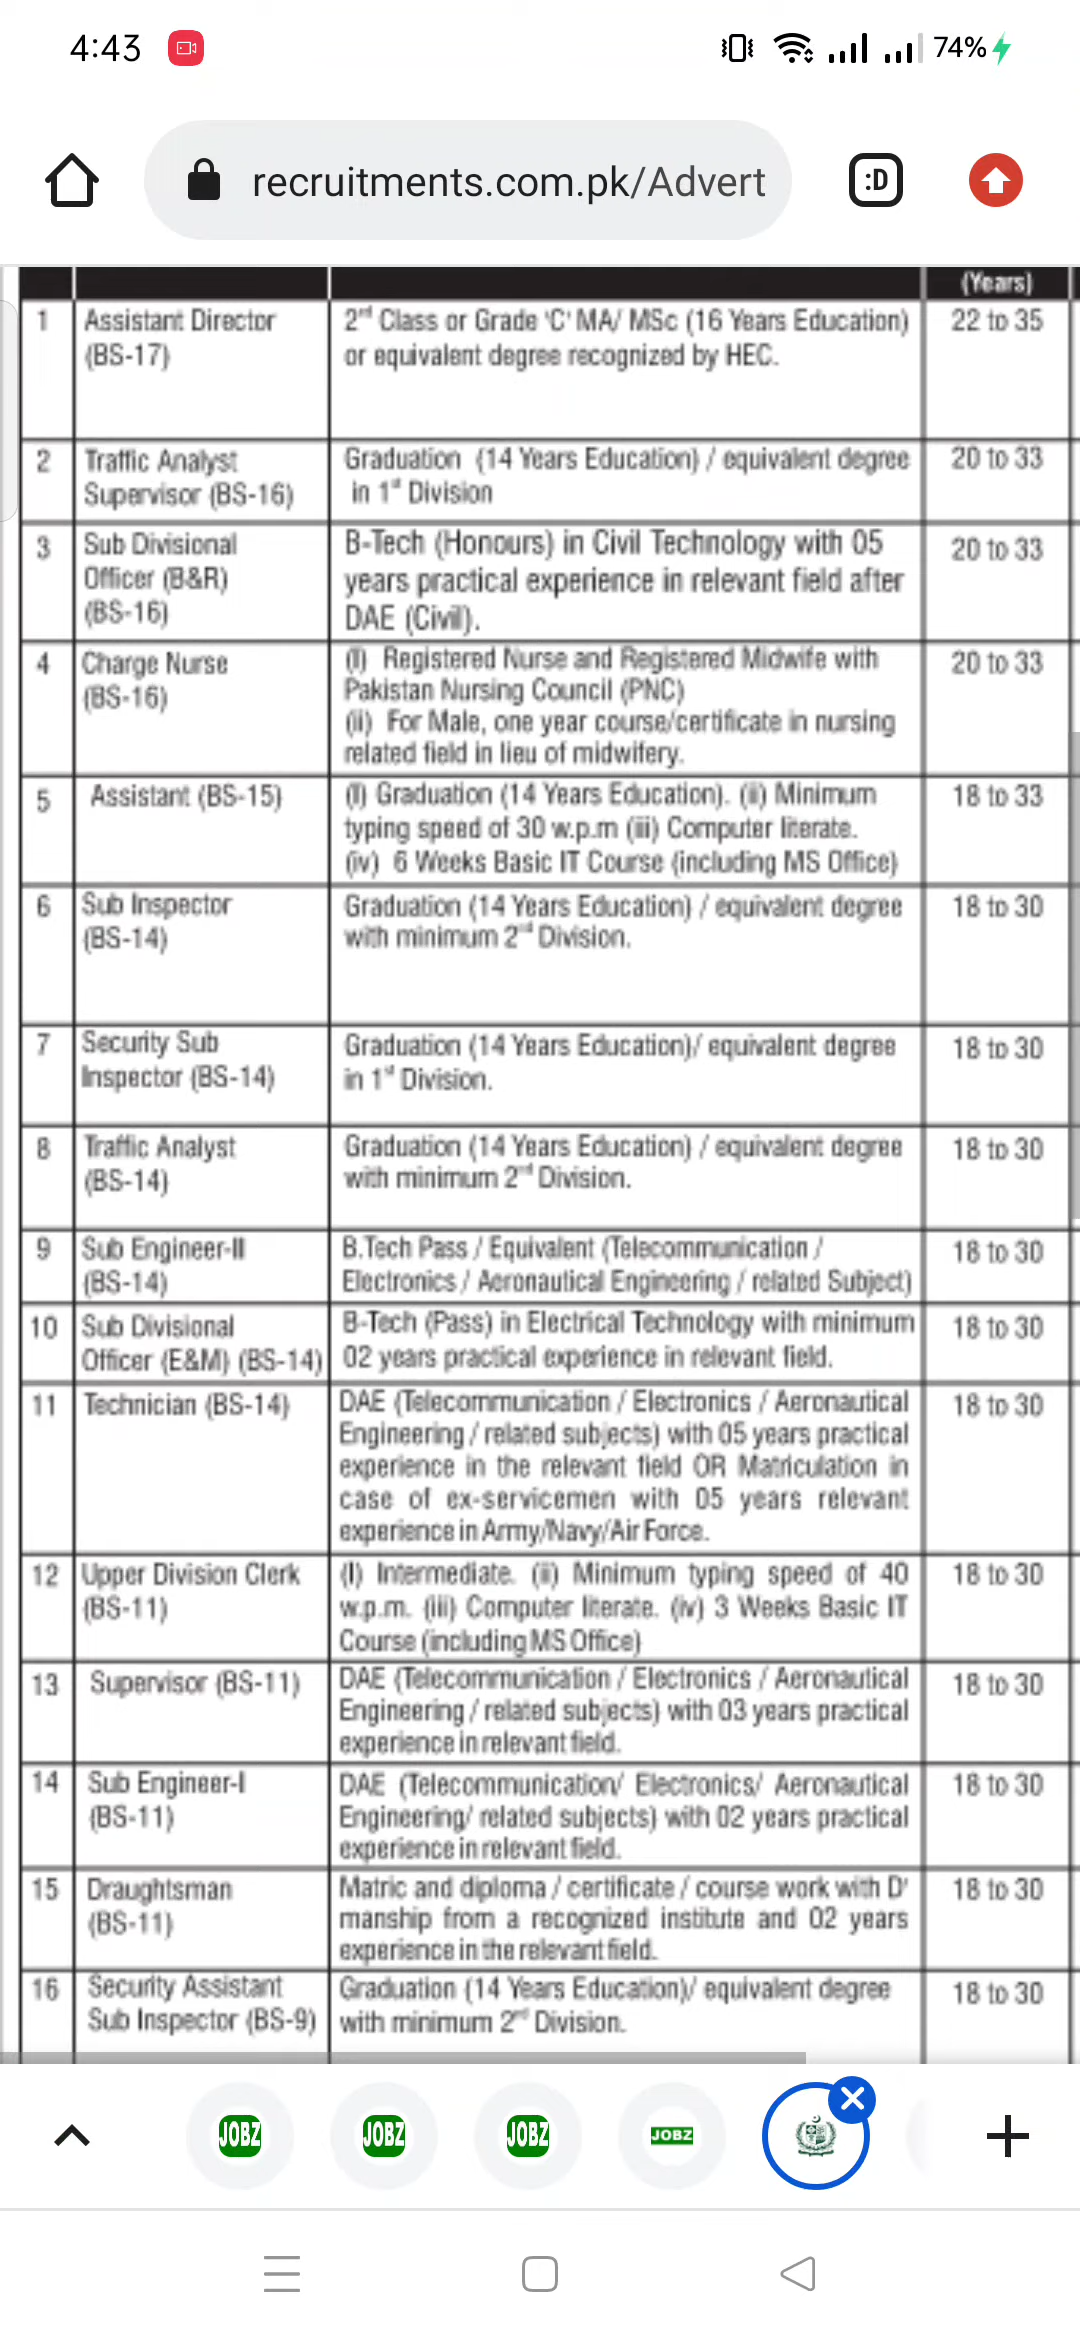 4:43
74%
recruitments.com.pk/Advert
:D
(Years)
1 Assistant Director 2nd Class or Grade 'C' MA/ MSc (16 Years Education) 22 to 35
(BS-17) or equivalent degree recognized by HEC.
2 Traffic Analyst Graduation (14 Years Education) / equivalent degree 20 to 33
Supervisor (BS-16) in 1st Division
3 Sub Divisional B-Tech (Honours) in Civil Technology with 05 20 to 33
Officer (B&R) years practical experience in relevant field after
(BS-16) DAE (Civil).
4 Charge Nurse (I) Registered Nurse and Registered Midwife with 20 to 33
(BS-16) Pakistan Nursing Council (PNC)
(ii) For Male, one year course/certificate in nursing
related field in lieu of midwifery.
5 Assistant (BS-15) (I) Graduation (14 Years Education). (ii) Minimum 18 to 33
typing speed of 30 w.p.m (iii) Computer literate.
(iv) 6 Weeks Basic IT Course (including MS Office)
6 Sub Inspector Graduation (14 Years Education) / equivalent degree 18 to 30
(BS-14) with minimum 2nd Division.
7 Security Sub Graduation (14 Years Education)/ equivalent degree 18 to 30
Inspector (BS-14) in 1st Division.
8 Traffic Analyst Graduation (14 Years Education) / equivalent degree 18 to 30
(BS-14) with minimum 2nd Division.
9 Sub Engineer-II B.Tech Pass / Equivalent (Telecommunication / 18 to 30
(BS-14) Electronics / Aeronautical Engineering / related Subject)
10 Sub Divisional B-Tech (Pass) in Electrical Technology with minimum 18 to 30
Officer (E&M) (BS-14) 02 years practical experience in relevant field.
11 Technician (BS-14) DAE (Telecommunication / Electronics / Aeronautical 18 to 30
Engineering / related subjects) with 05 years practical
experience in the relevant field OR Matriculation in
case of ex-servicemen with 05 years relevant
experience in Army/Navy/Air Force.
12 Upper Division Clerk (I) Intermediate. (ii) Minimum typing speed of 40 18 to 30
(BS-11) w.p.m. (iii) Computer literate. (iv) 3 Weeks Basic IT
Course (including MS Office)
13 Supervisor (BS-11) DAE (Telecommunication / Electronics / Aeronautical 18 to 30
Engineering / related subjects) with 03 years practical
experience in relevant field.
14 Sub Engineer-I DAE (Telecommunication/ Electronics/ Aeronautical 18 to 30
(BS-11) Engineering/ related subjects) with 02 years practical
experience in relevant field.
15 Draughtsman Matric and diploma / certificate / course work with D' 18 to 30
(BS-11) manship from a recognized institute and 02 years
experience in the relevant field.
16 Security Assistant Graduation (14 Years Education)/ equivalent degree 18 to 30
Sub Inspector (BS-9) with minimum 2nd Division.
JOBZ JOBZ JOBZ JOBZ